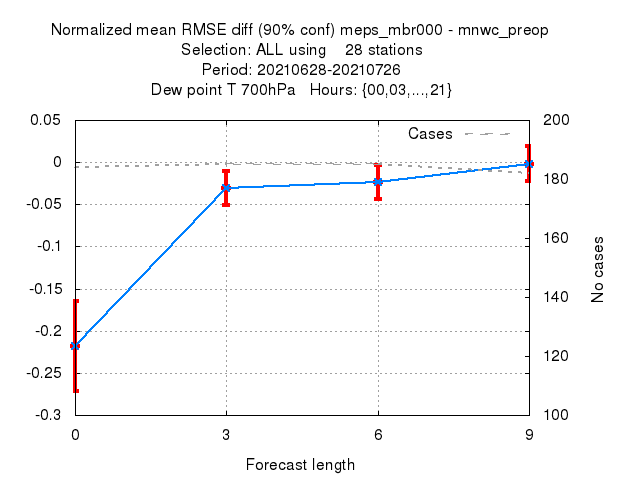 Normalized mean RMSE diff (90% conf) meps_mbr000 - mnwc_preop
Selection: ALL using 28 stations
Period: 20210628-20210726
Dew point T 700hPa Hours: {00,03,...,21}
0.05
0
-0.05
-0.1
-0.15
-0.2
-0.25
-0.3
Cases
200
180
160
140
120
100
No cases
0
3
6
9
Forecast length